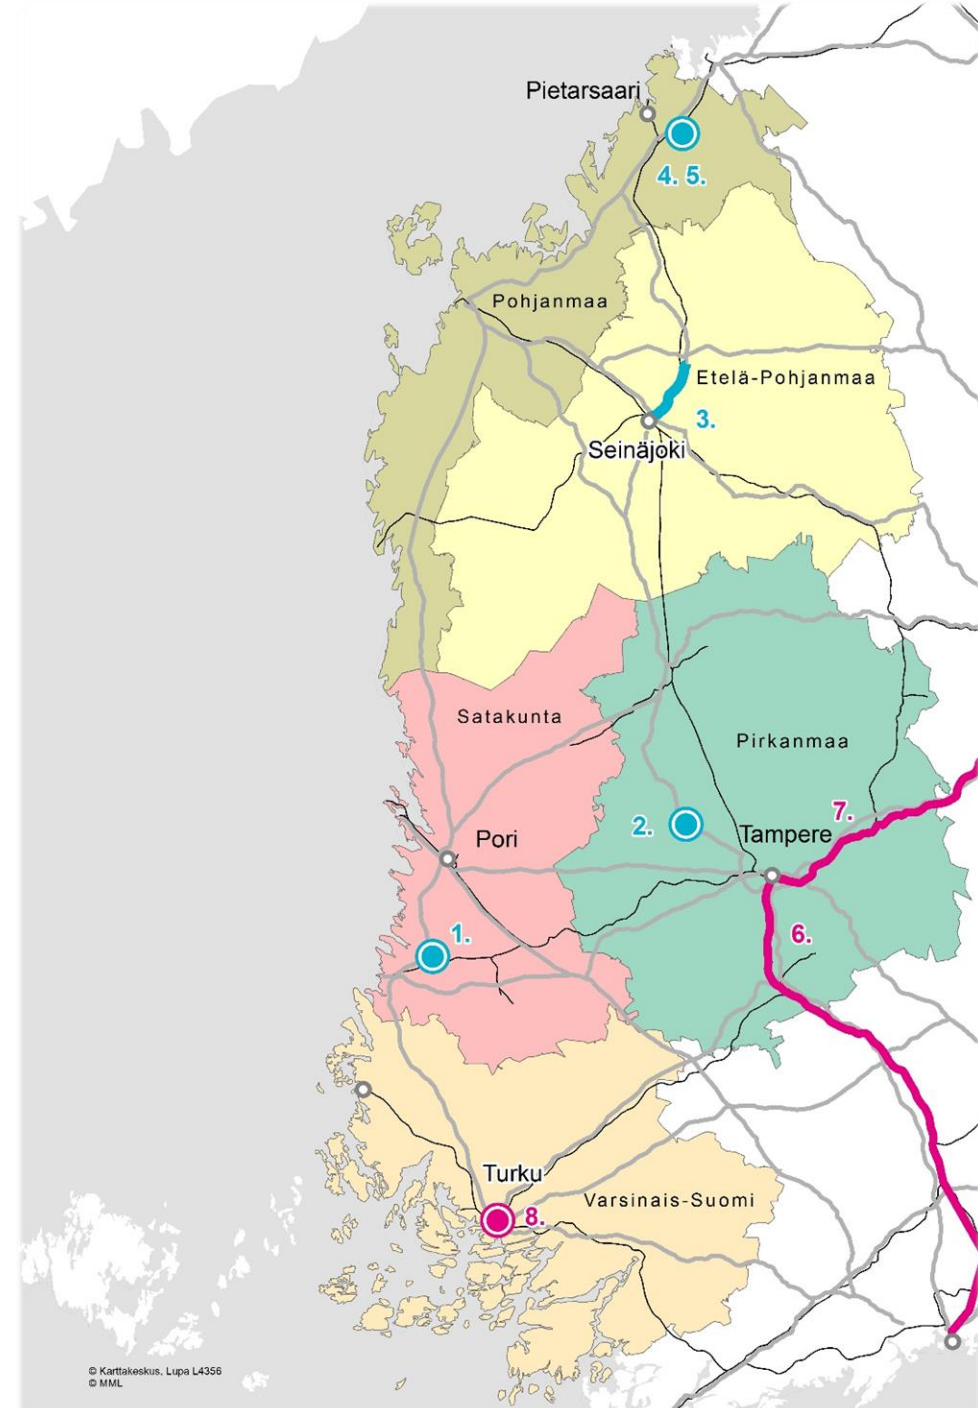 Pietarsaari
4. 5.
Pohjanmaa
Etelä-Pohjanmaa
3.
Seinäjoki
Satakunta
Pirkanmaa
7.
2.
Tampere
Pori
1.
6.
Turku
Varsinais-Suomi
8.
© Karttakeskus, Lupa L4356
© MML